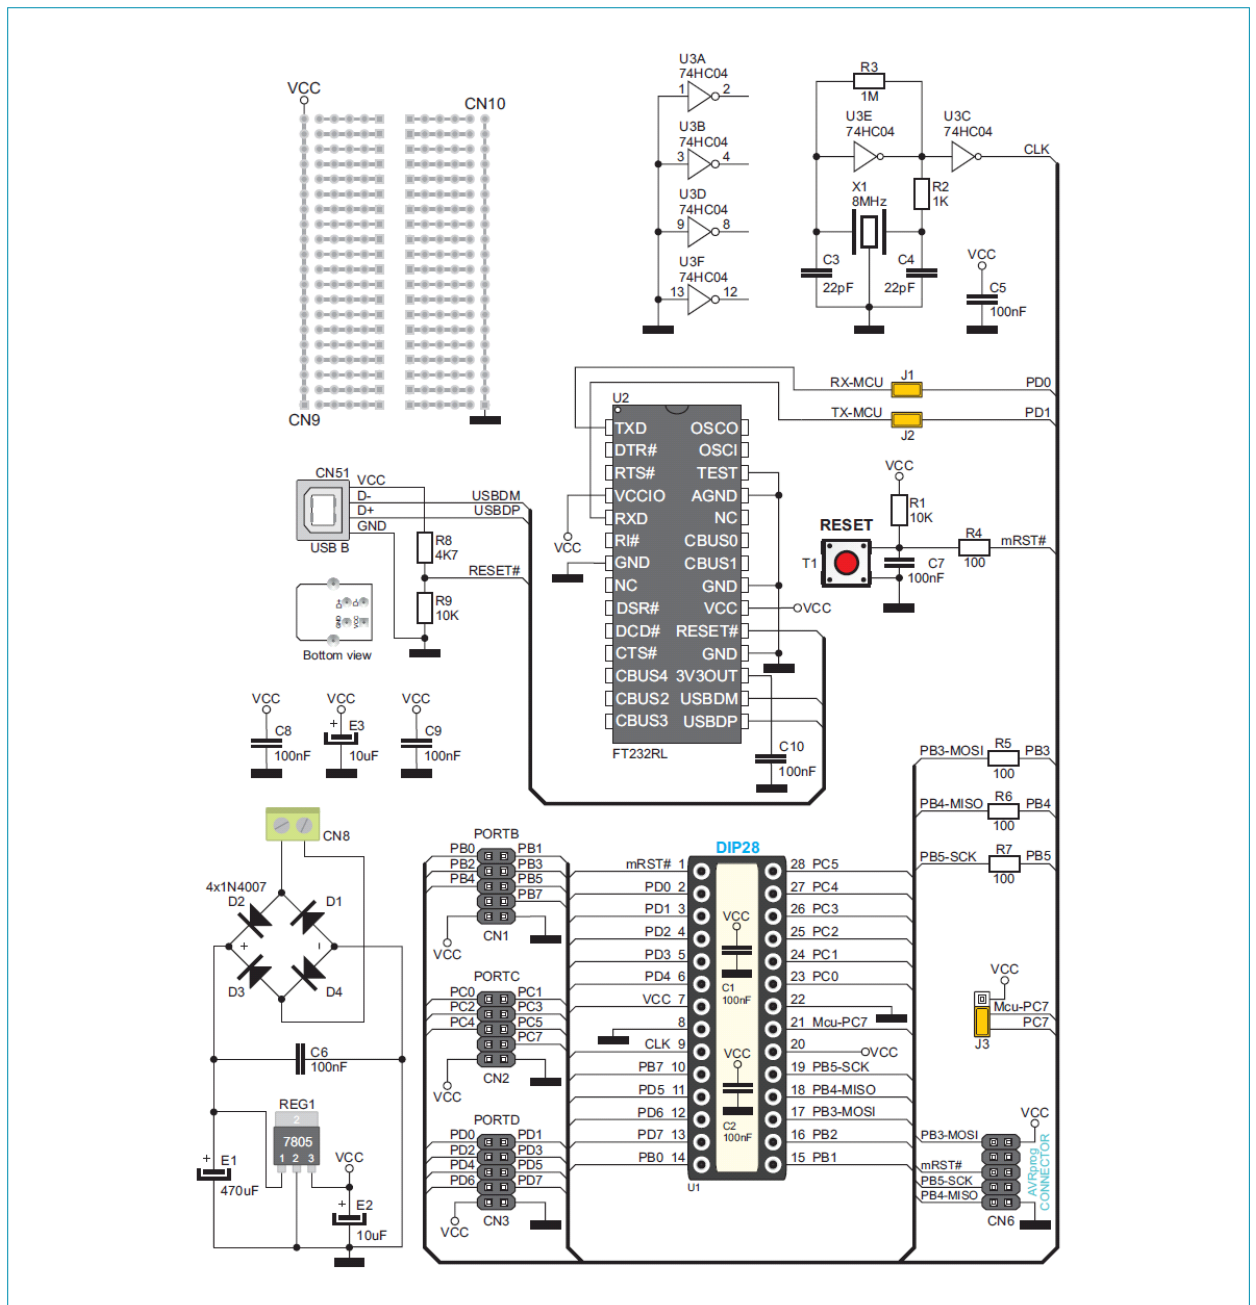 VCC
CN10
CN9
U3A
74HC04
1 2
U3B
74HC04
3 4
U3D
74HC04
9 8
U3F
74HC04
13 12
R3
1M
U3E
74HC04
U3C
74HC04
CLK
X1
8MHz
R2
1K
C3
22pF
C4
22pF
VCC
C5
100nF
RX-MCU
J1
PD0
TX-MCU
J2
PD1
U2
TXD
DTR#
RTS#
VCCIO
RXD
RI#
GND
NC
DSR#
DCD#
CTS#
CBUS4
CBUS2
CBUS3
OSCO
OSCI
TEST
AGND
NC
CBUS0
CBUS1
GND
VCC
RESET#
GND
3V3OUT
USBDM
USBDP
FT232RL
VCC
VCC
C10
100nF
CN51
VCC
D-
D+
GND
USB B
USBDM
USBDP
R8
4K7
RESET#
R9
10K
D+
D-
GND
VCC
Bottom view
VCC
R1
10K
RESET
T1
C7
100nF
R4
100
mRST#
VCC
C8
100nF
VCC
+
E3
10uF
VCC
C9
100nF
PB3-MOSI
R5
100
PB3
PB4-MISO
R6
100
PB4
PB5-SCK
R7
100
PB5
CN8
4x1N4007
D2
D1
+
-
D3
D4
C6
100nF
REG1
2
7805
1 2 3
+
E1
470uF
VCC
+
E2
10uF
PORTB
PB0 PB1
PB2 PB3
PB4 PB5
PB7
VCC
CN1
PORTC
PC0 PC1
PC2 PC3
PC4 PC5
PC7
VCC
CN2
PORTD
PD0 PD1
PD2 PD3
PD4 PD5
PD6 PD7
VCC
CN3
DIP28
mRST# 1
PD0 2
PD1 3
PD2 4
PD3 5
PD4 6
VCC 7
8
CLK 9
PB7 10
PD5 11
PD6 12
PD7 13
PB0 14
28 PC5
27 PC4
26 PC3
25 PC2
24 PC1
23 PC0
22
21 Mcu-PC7
20
VCC
19 PB5-SCK
18 PB4-MISO
17 PB3-MOSI
16 PB2
15 PB1
VCC
C1
100nF
VCC
C2
100nF
U1
VCC
Mcu-PC7
PC7
J3
VCC
PB3-MOSI
mRST#
PB5-SCK
PB4-MISO
CN6
AVRprog
CONNECTOR